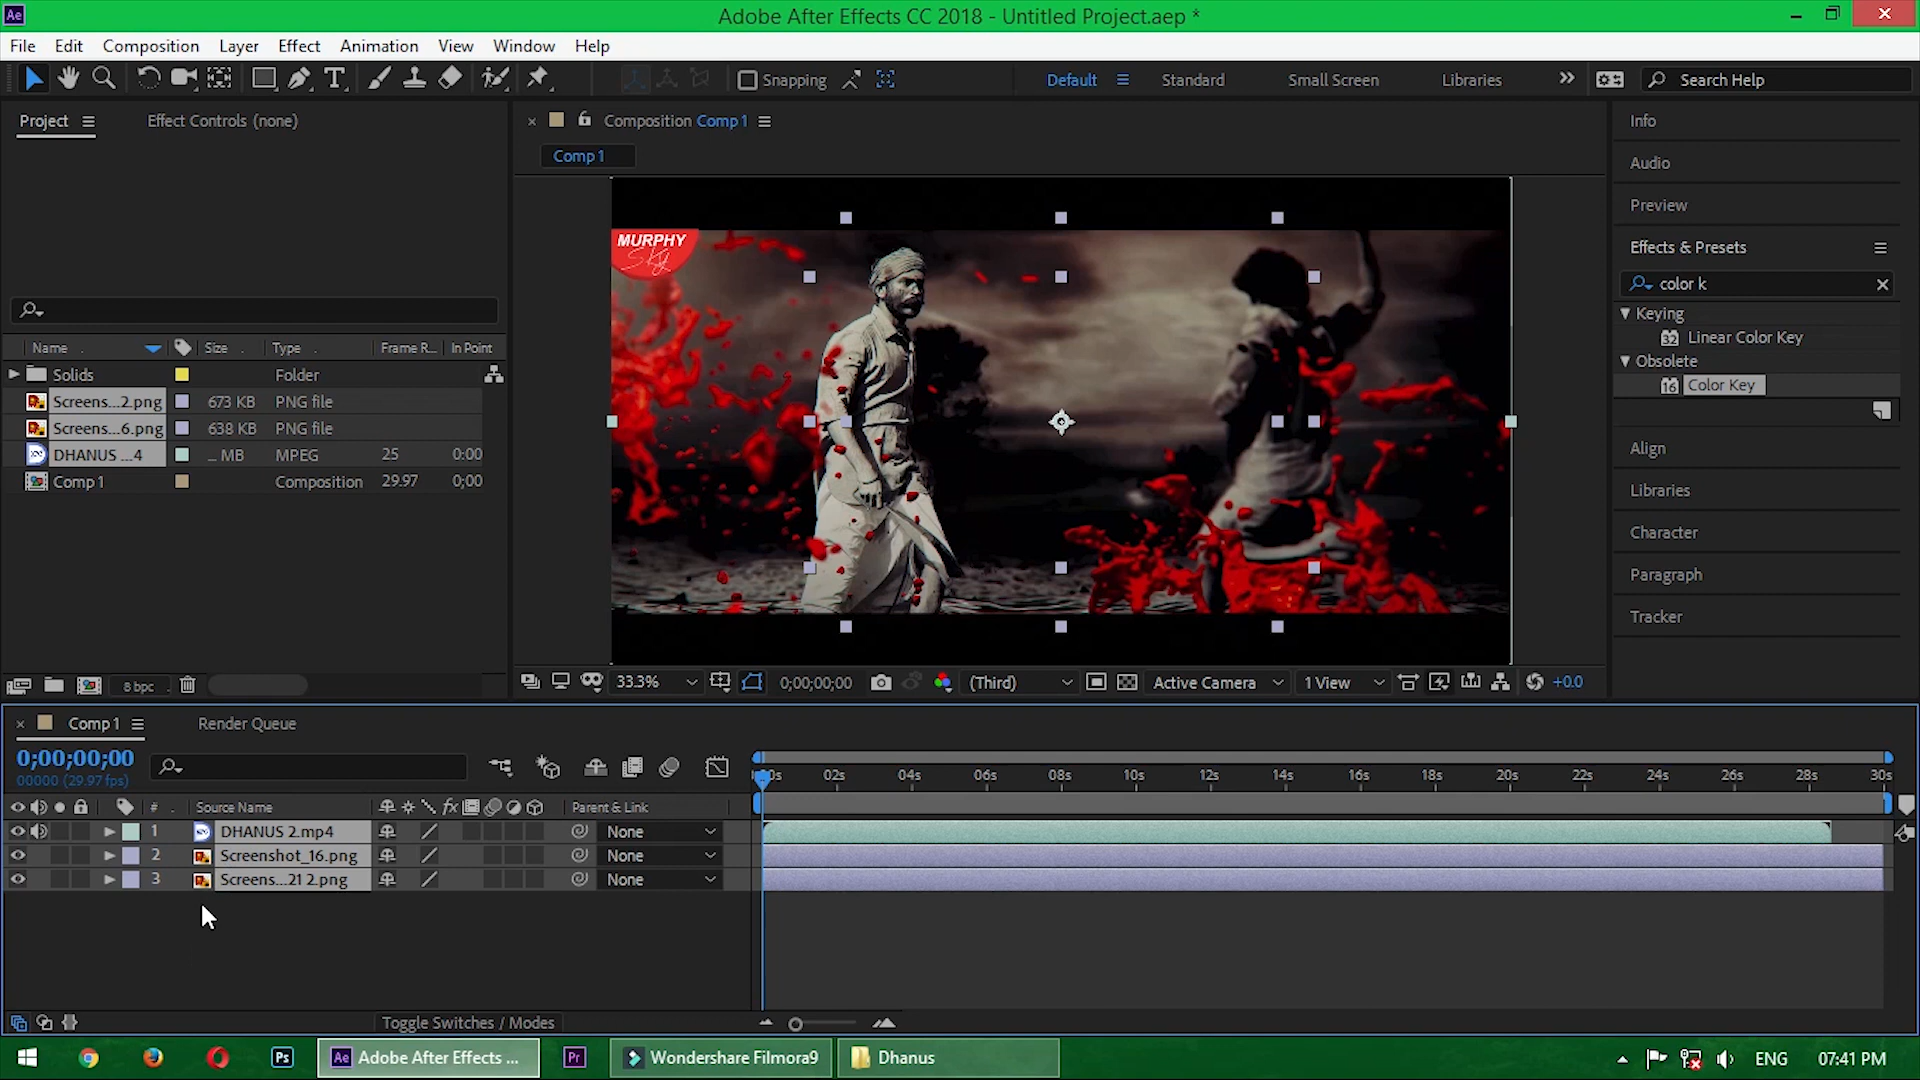 Ae
Adobe After Effects CC 2018 - Untitled Project.aep *
File Edit Composition Layer Effect Animation View Window Help
Snapping
Default Standard Small Screen Libraries
Search Help
Project Effect Controls (none)
Composition Comp 1
Comp 1
Name Size Type Frame R... In Point
Solids Folder
Screens...2.png 673 KB PNG file
Screens...6.png 638 KB PNG file
DHANUS ...4 ... MB MPEG 25 0:00
Comp 1 Composition 29.97 0;00
8 bpc
MURPHY
Sky
33.3% 0;00;00;00 (Third) Active Camera 1 View +0.0
Info
Audio
Preview
Effects & Presets
color k
Keying
32 Linear Color Key
Obsolete
16 Color Key
Align
Libraries
Character
Paragraph
Tracker
Comp 1 Render Queue
0;00;00;00
00000 (29.97 fps)
02s 04s 06s 08s 10s 12s 14s 16s 18s 20s 22s 24s 26s 28s 30s
# Source Name fx Parent & Link
1 DHANUS 2.mp4 None
2 Screenshot_16.png None
3 Screens...21 2.png None
Toggle Switches / Modes
Ps Ae Adobe After Effects ... Pr Wondershare Filmora9 Dhanus ENG 07:41 PM